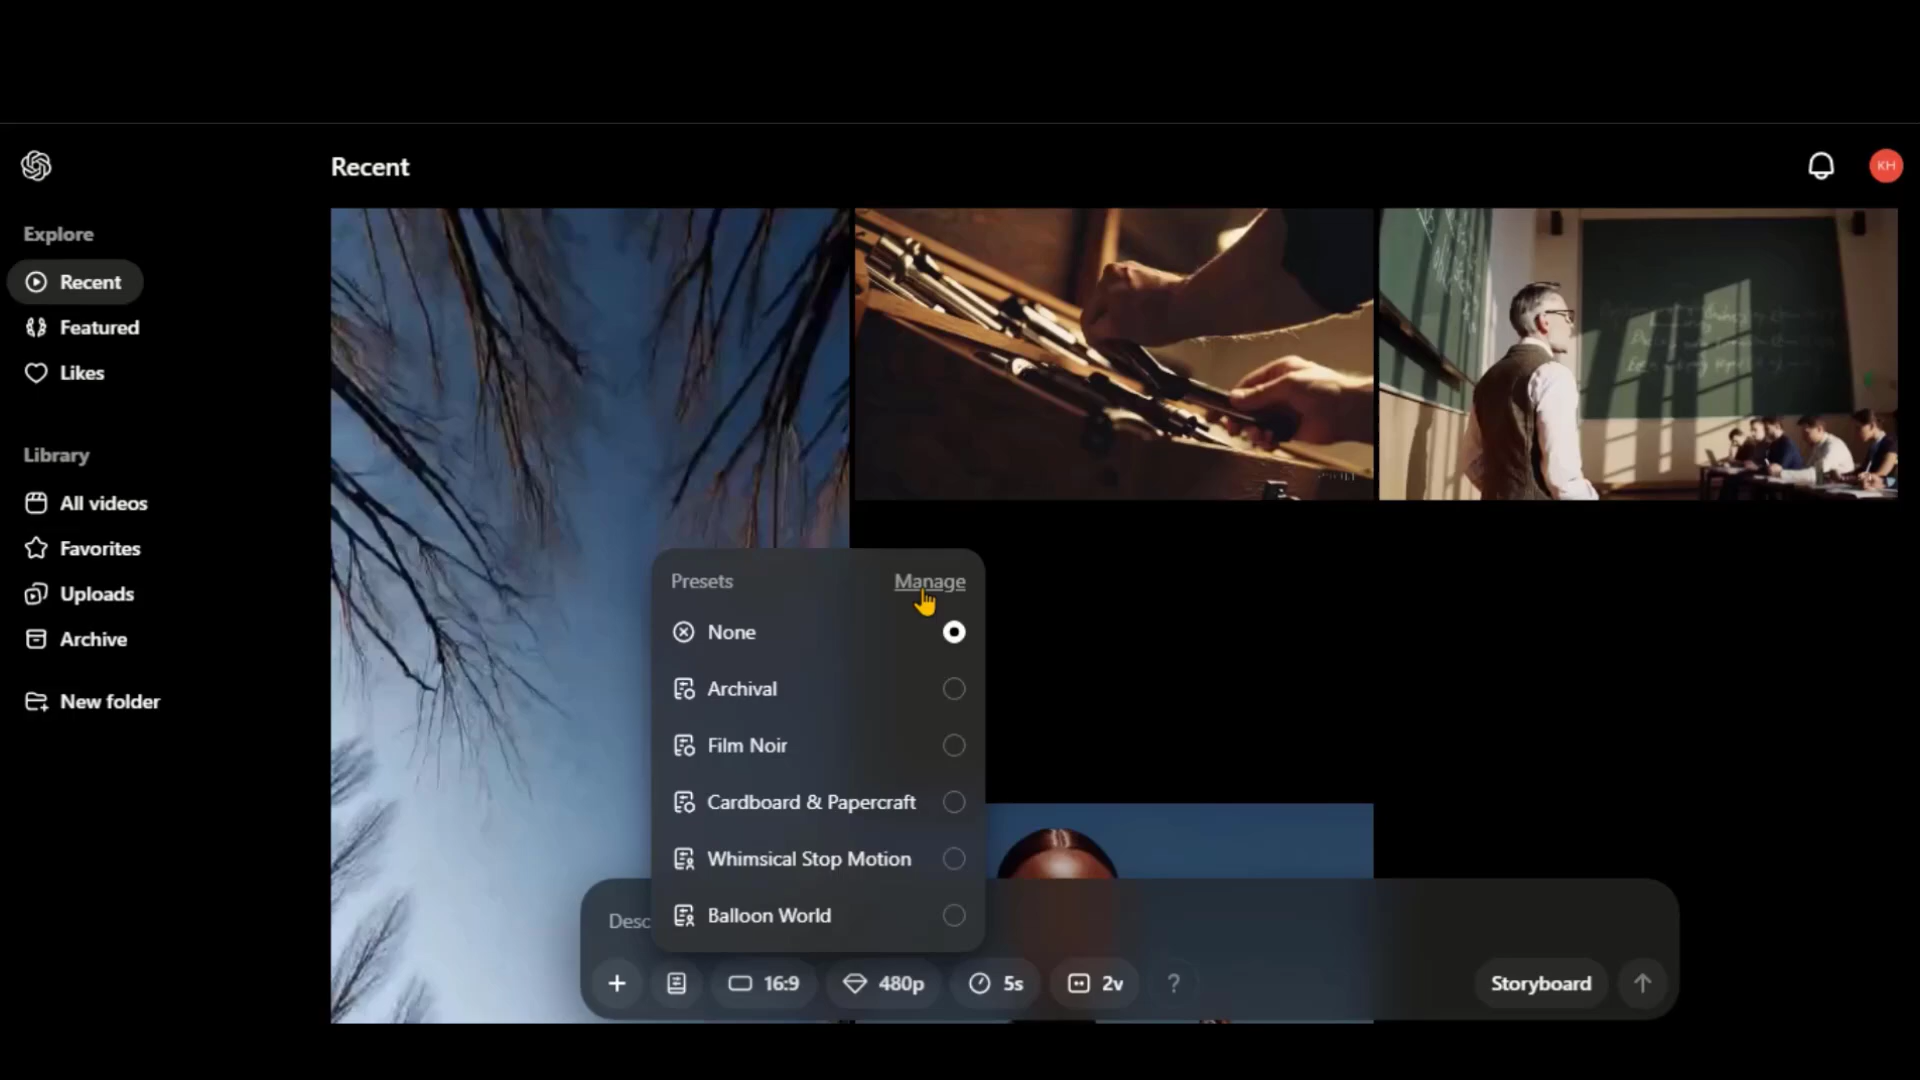 Recent
KH
Explore
Recent
Featured
Likes
Library
All videos
Favorites
Uploads
Archive
New folder
Presets Manage
None
Archival
Film Noir
Cardboard & Papercraft
Whimsical Stop Motion
Balloon World
Desc
16:9 480p 5s 2v ? Storyboard